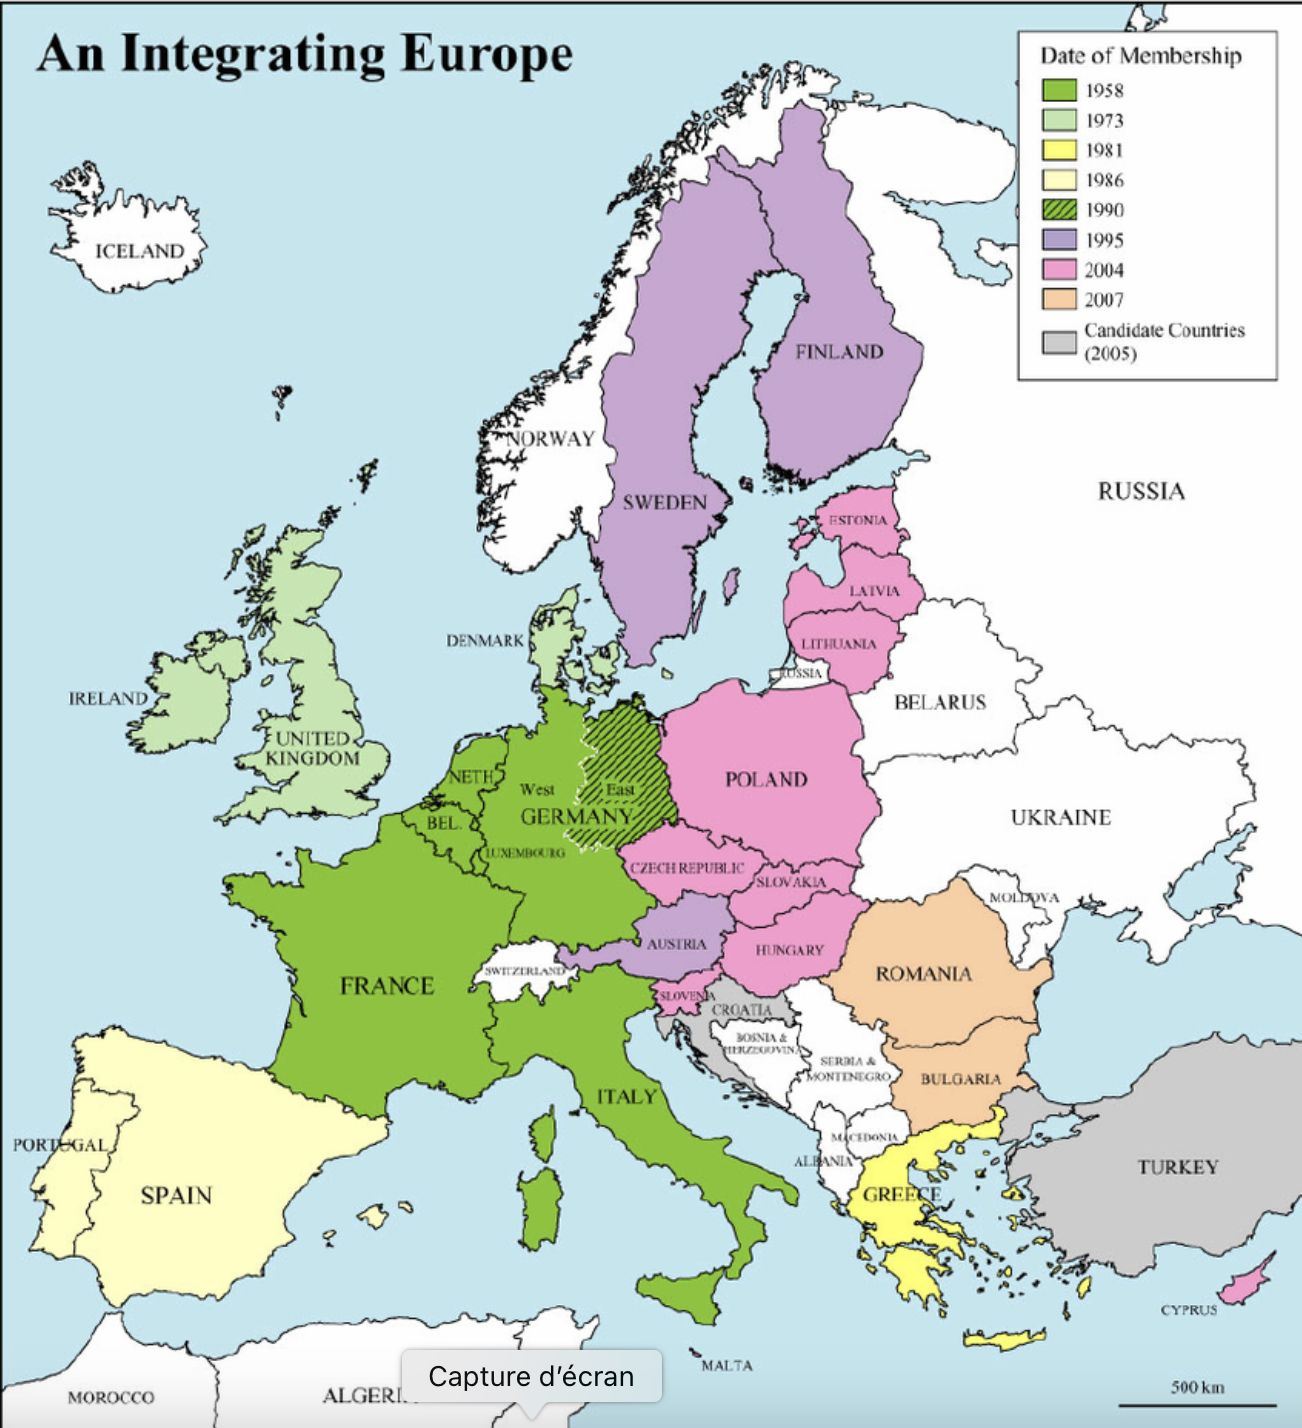 An Integrating Europe
Date of Membership
1958
1973
1981
1986
1990
1995
2004
2007
Candidate Countries
(2005)
ICELAND
FINLAND
NORWAY
SWEDEN
RUSSIA
ESTONIA
LATVIA
DENMARK
LITHUANIA
RUSSIA
IRELAND
BELARUS
UNITED
KINGDOM
NETH.
West
East
POLAND
GERMANY
UKRAINE
BEL.
LUXEMBOURG
CZECH REPUBLIC
SLOVAKIA
MOLDOVA
AUSTRIA
HUNGARY
SWITZERLAND
ROMANIA
FRANCE
SLOVENIA
CROATIA
BOSNIA &
HERZEGOVINA
SERBIA &
MONTENEGRO
BULGARIA
ITALY
MACEDONIA
PORTUGAL
ALBANIA
TURKEY
SPAIN
GREECE
CYPRUS
MALTA
Capture d’écran
500 km
MOROCCO
ALGERI